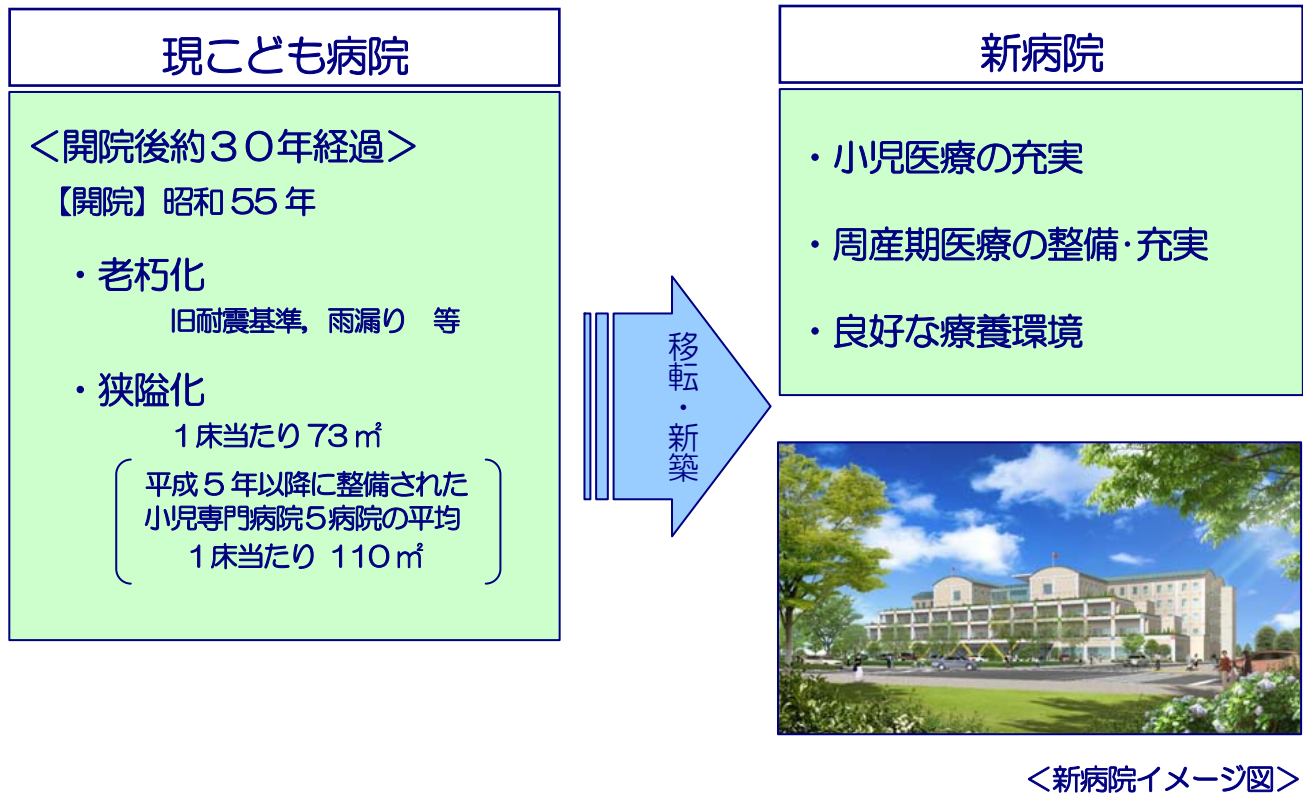 現こども病院
＜開院後約３０年経過＞
【開院】昭和55年
・老朽化
旧耐震基準，雨漏り　等
・狭隘化
１床当たり73㎡
平成５年以降に整備された
小児専門病院５病院の平均
１床当たり 110㎡
移転・新築
新病院
・小児医療の充実
・周産期医療の整備・充実
・良好な療養環境
＜新病院イメージ図＞